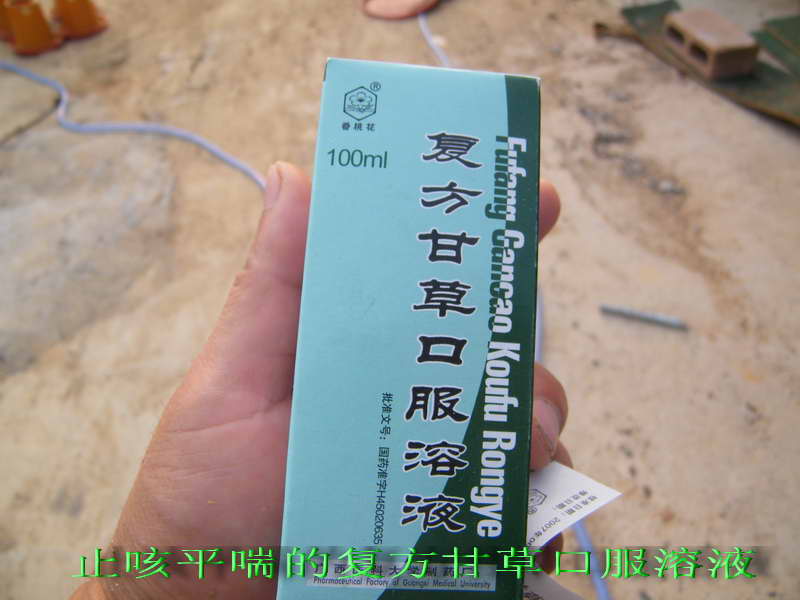 香桃花
100ml
复方甘草口服溶液
Fufang Gancao Koufu Rongye
批准文号：国药准字H45020635
Pharmaceutical Factory of Guangxi Medical University
止咳平喘的复方甘草口服溶液